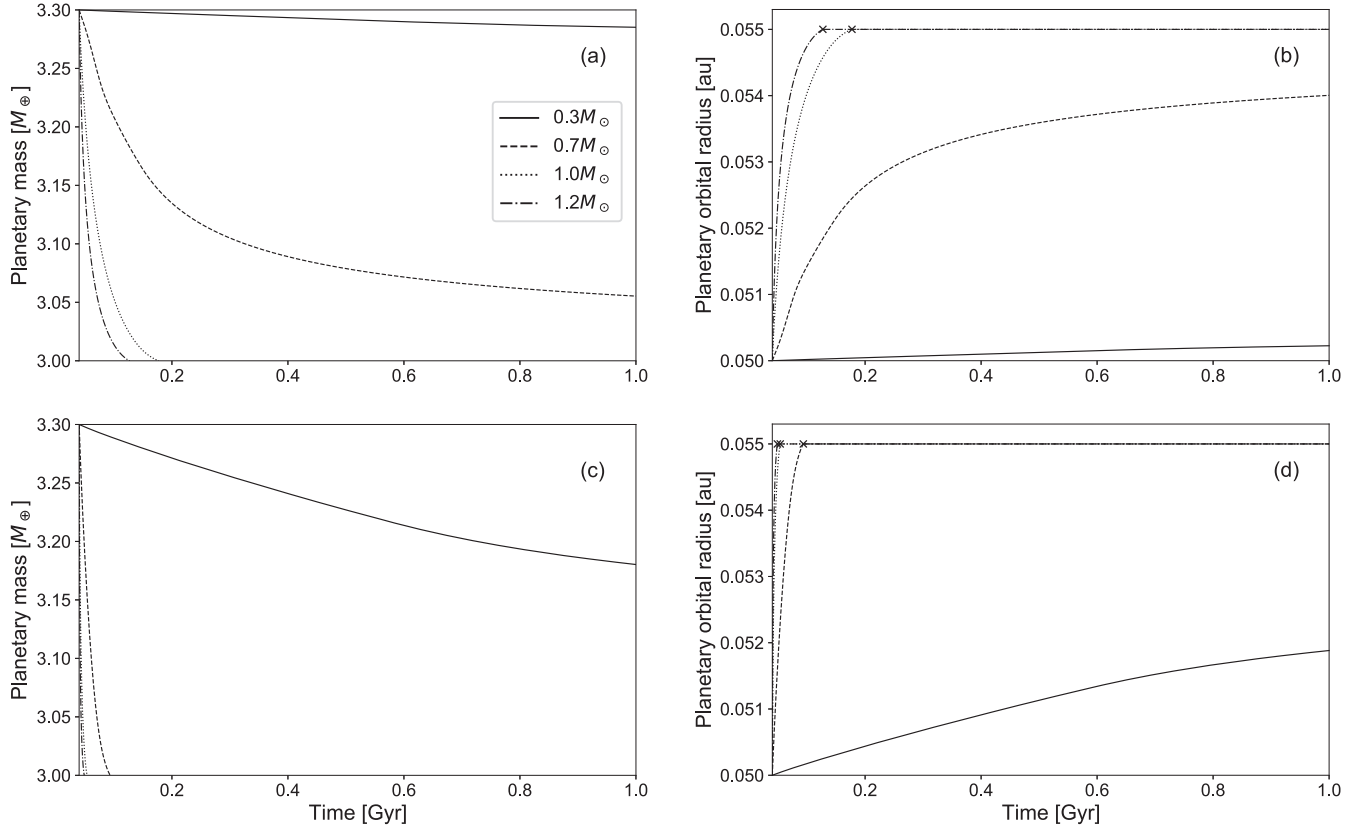 3.30
3.25
3.20
3.15
3.10
3.05
3.00
Planetary mass [M⊕]
(a)
0.3M⊙
0.7M⊙
1.0M⊙
1.2M⊙
0.2 0.4 0.6 0.8 1.0
0.055
0.054
0.053
0.052
0.051
0.050
Planetary orbital radius [au]
(b)
0.2 0.4 0.6 0.8 1.0
3.30
3.25
3.20
3.15
3.10
3.05
3.00
Planetary mass [M⊕]
(c)
0.2 0.4 0.6 0.8 1.0
Time [Gyr]
0.055
0.054
0.053
0.052
0.051
0.050
Planetary orbital radius [au]
(d)
0.2 0.4 0.6 0.8 1.0
Time [Gyr]